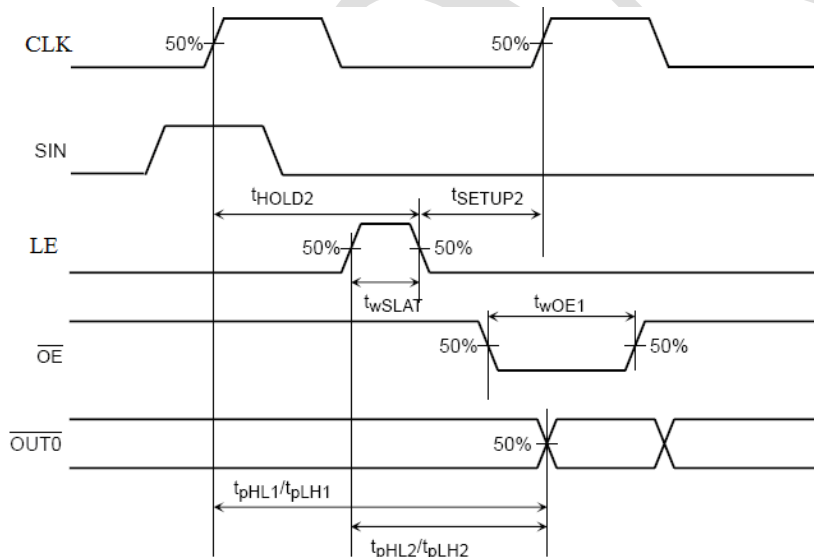 50%
50%
CLK
SIN
tHOLD2
tSETUP2
LE
50%
50%
twSLAT
twOE1
OE
50%
50%
OUT0
50%
tpHL1/tpLH1
tpHL2/tpLH2